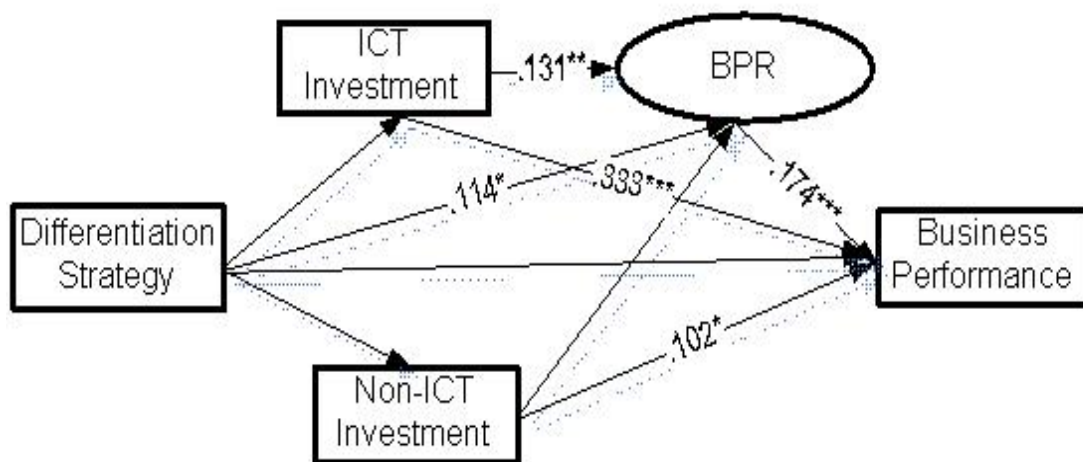 ICT
Investment
.131**
BPR
.114*
.333***
.174***
Differentiation
Strategy
Business
Performance
.102*
Non-ICT
Investment